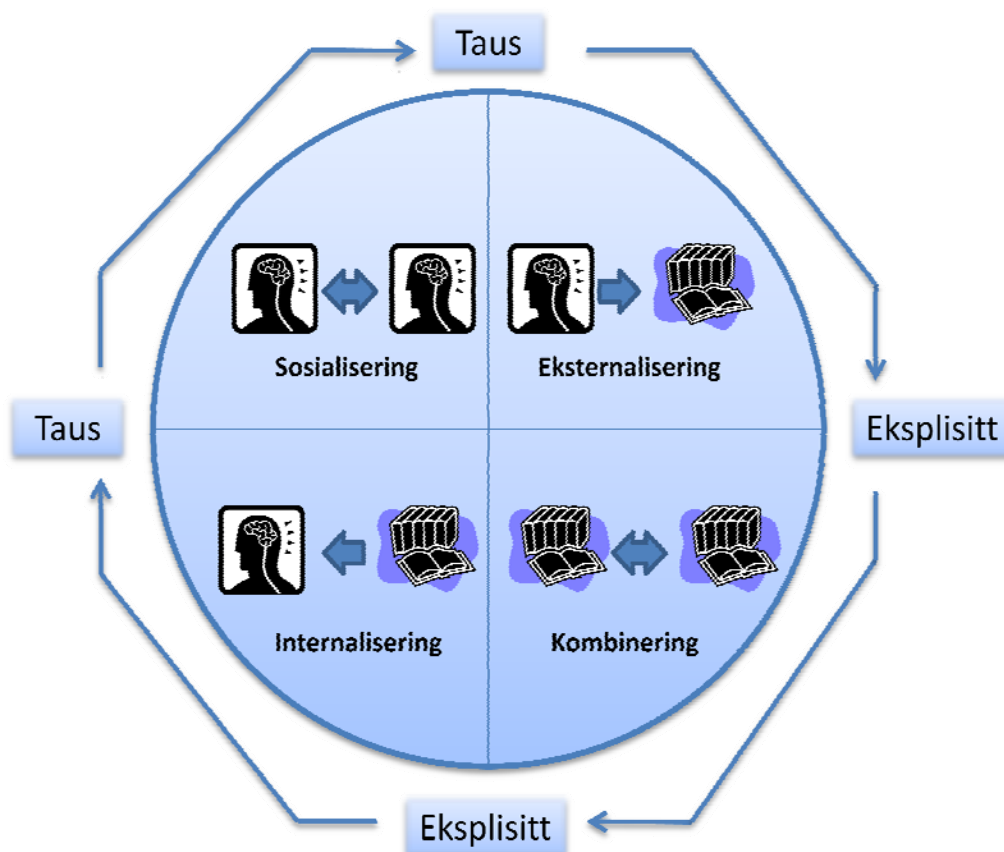 Taus
Sosialisering
Eksternalisering
Taus
Eksplisitt
Internalisering
Kombinering
Eksplisitt